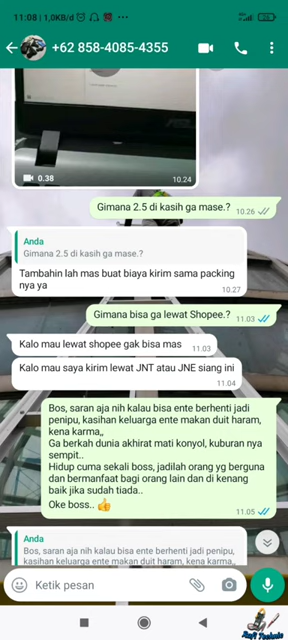 11:08 | 1,0KB/d
+62 858-4085-4355
0.38
10.24
Gimana 2.5 di kasih ga mase.?
10.26
Anda
Gimana 2.5 di kasih ga mase.?
Tambahin lah mas buat biaya kirim sama packing
nya ya
10.27
Gimana bisa ga lewat Shopee.?
11.03
Kalo mau lewat shopee gak bisa mas
11.03
Kalo mau saya kirim lewat JNT atau JNE siang ini
11.04
Bos, saran aja nih kalau bisa ente berhenti jadi
penipu, kasihan keluarga ente makan duit haram,
kena karma,,
Ga berkah dunia akhirat mati konyol, kuburan nya
sempit..
Hidup cuma sekali boss, jadilah orang yg berguna
dan bermanfaat bagi orang lain dan di kenang
baik jika sudah tiada..
Oke boss..
11.05
Anda
Bos, saran aja nih kalau bisa ente berhenti jadi penipu,
kasihan keluarga ente makan duit haram, kena karma,,
Ketik pesan